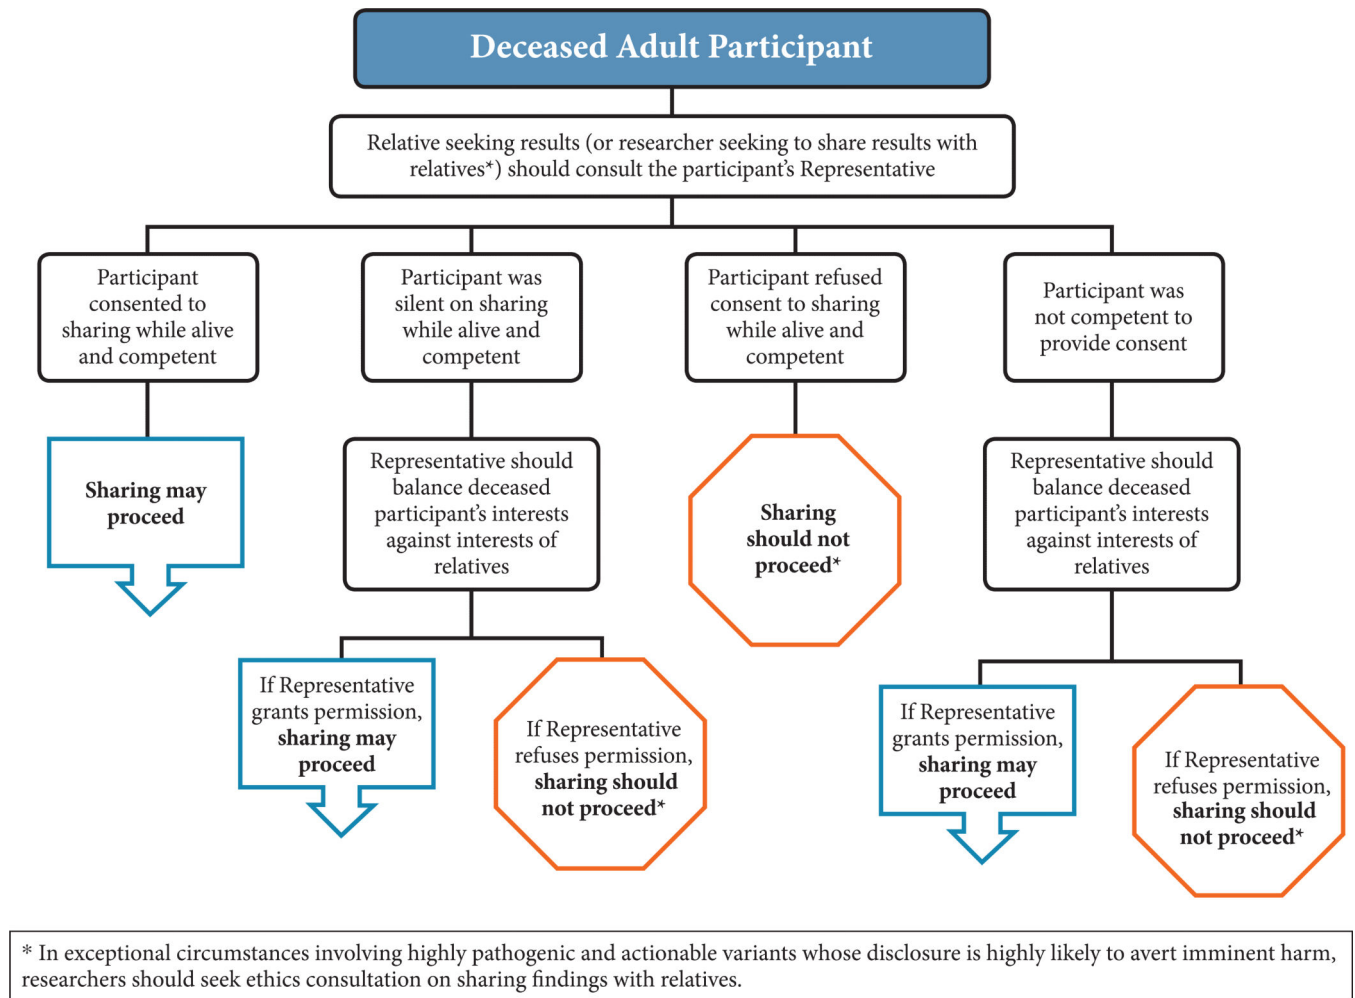 Deceased Adult Participant
Relative seeking results (or researcher seeking to share results with
relatives*) should consult the participant’s Representative
Participant
consented to
sharing while alive
and competent
Participant was
silent on sharing
while alive and
competent
Participant refused
consent to sharing
while alive and
competent
Participant was
not competent to
provide consent
Sharing may
proceed
Representative should
balance deceased
participant’s interests
against interests of
relatives
Sharing
should not
proceed*
Representative should
balance deceased
participant’s interests
against interests of
relatives
If Representative
grants permission,
sharing may
proceed
If Representative
refuses permission,
sharing should
not proceed*
If Representative
grants permission,
sharing may
proceed
If Representative
refuses permission,
sharing should
not proceed*
* In exceptional circumstances involving highly pathogenic and actionable variants whose disclosure is highly likely to avert imminent harm,
researchers should seek ethics consultation on sharing findings with relatives.